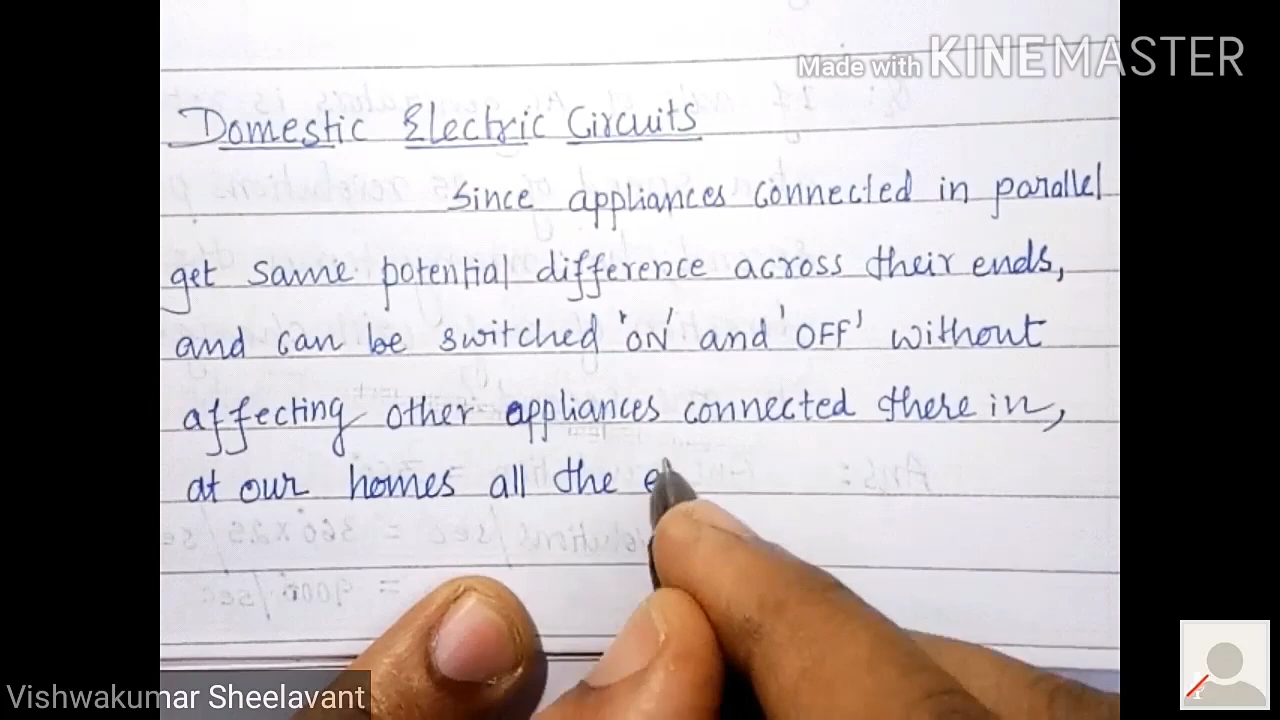 Made with KINEMASTER
Domestic Electric Circuits
Since appliances connected in parallel
get same potential difference across their ends,
and can be switched 'ON' and 'OFF' without
affecting other appliances connected there in,
at our homes all the e
Vishwakumar Sheelavant